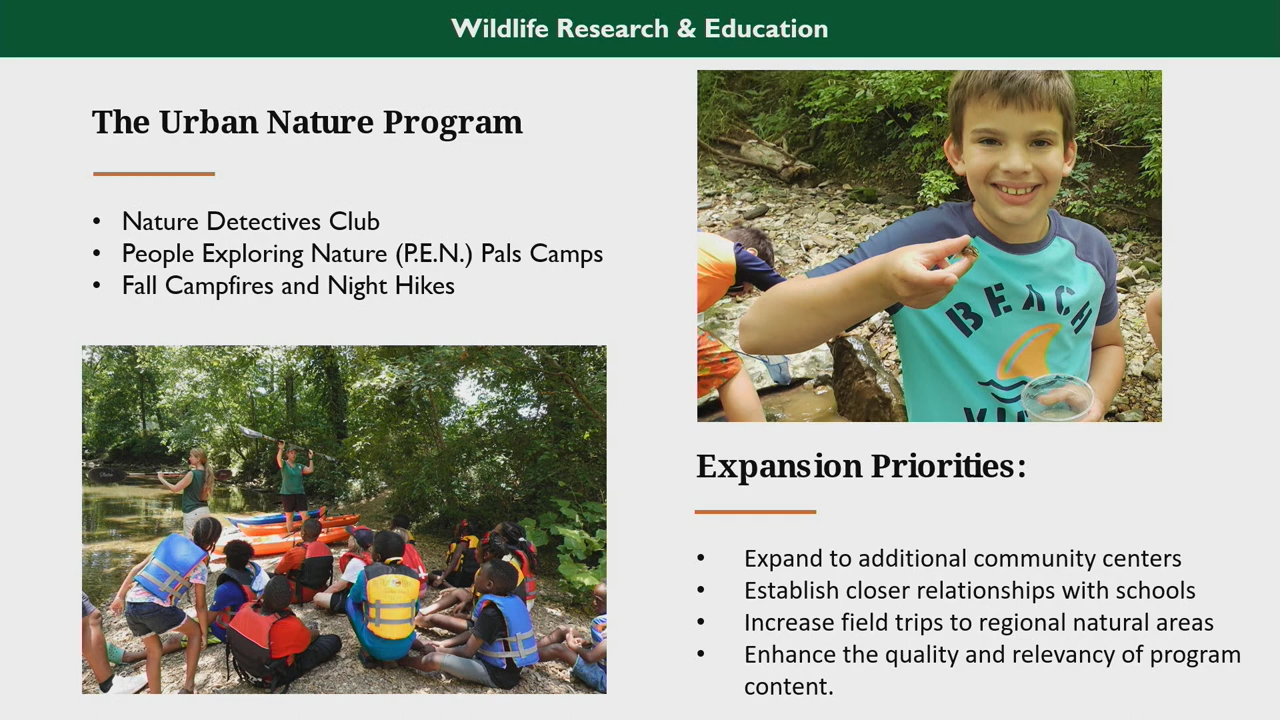 Wildlife Research & Education
The Urban Nature Program
• Nature Detectives Club
• People Exploring Nature (P.E.N.) Pals Camps
• Fall Campfires and Night Hikes
BEACH
Expansion Priorities:
• Expand to additional community centers
• Establish closer relationships with schools
• Increase field trips to regional natural areas
• Enhance the quality and relevancy of program
content.